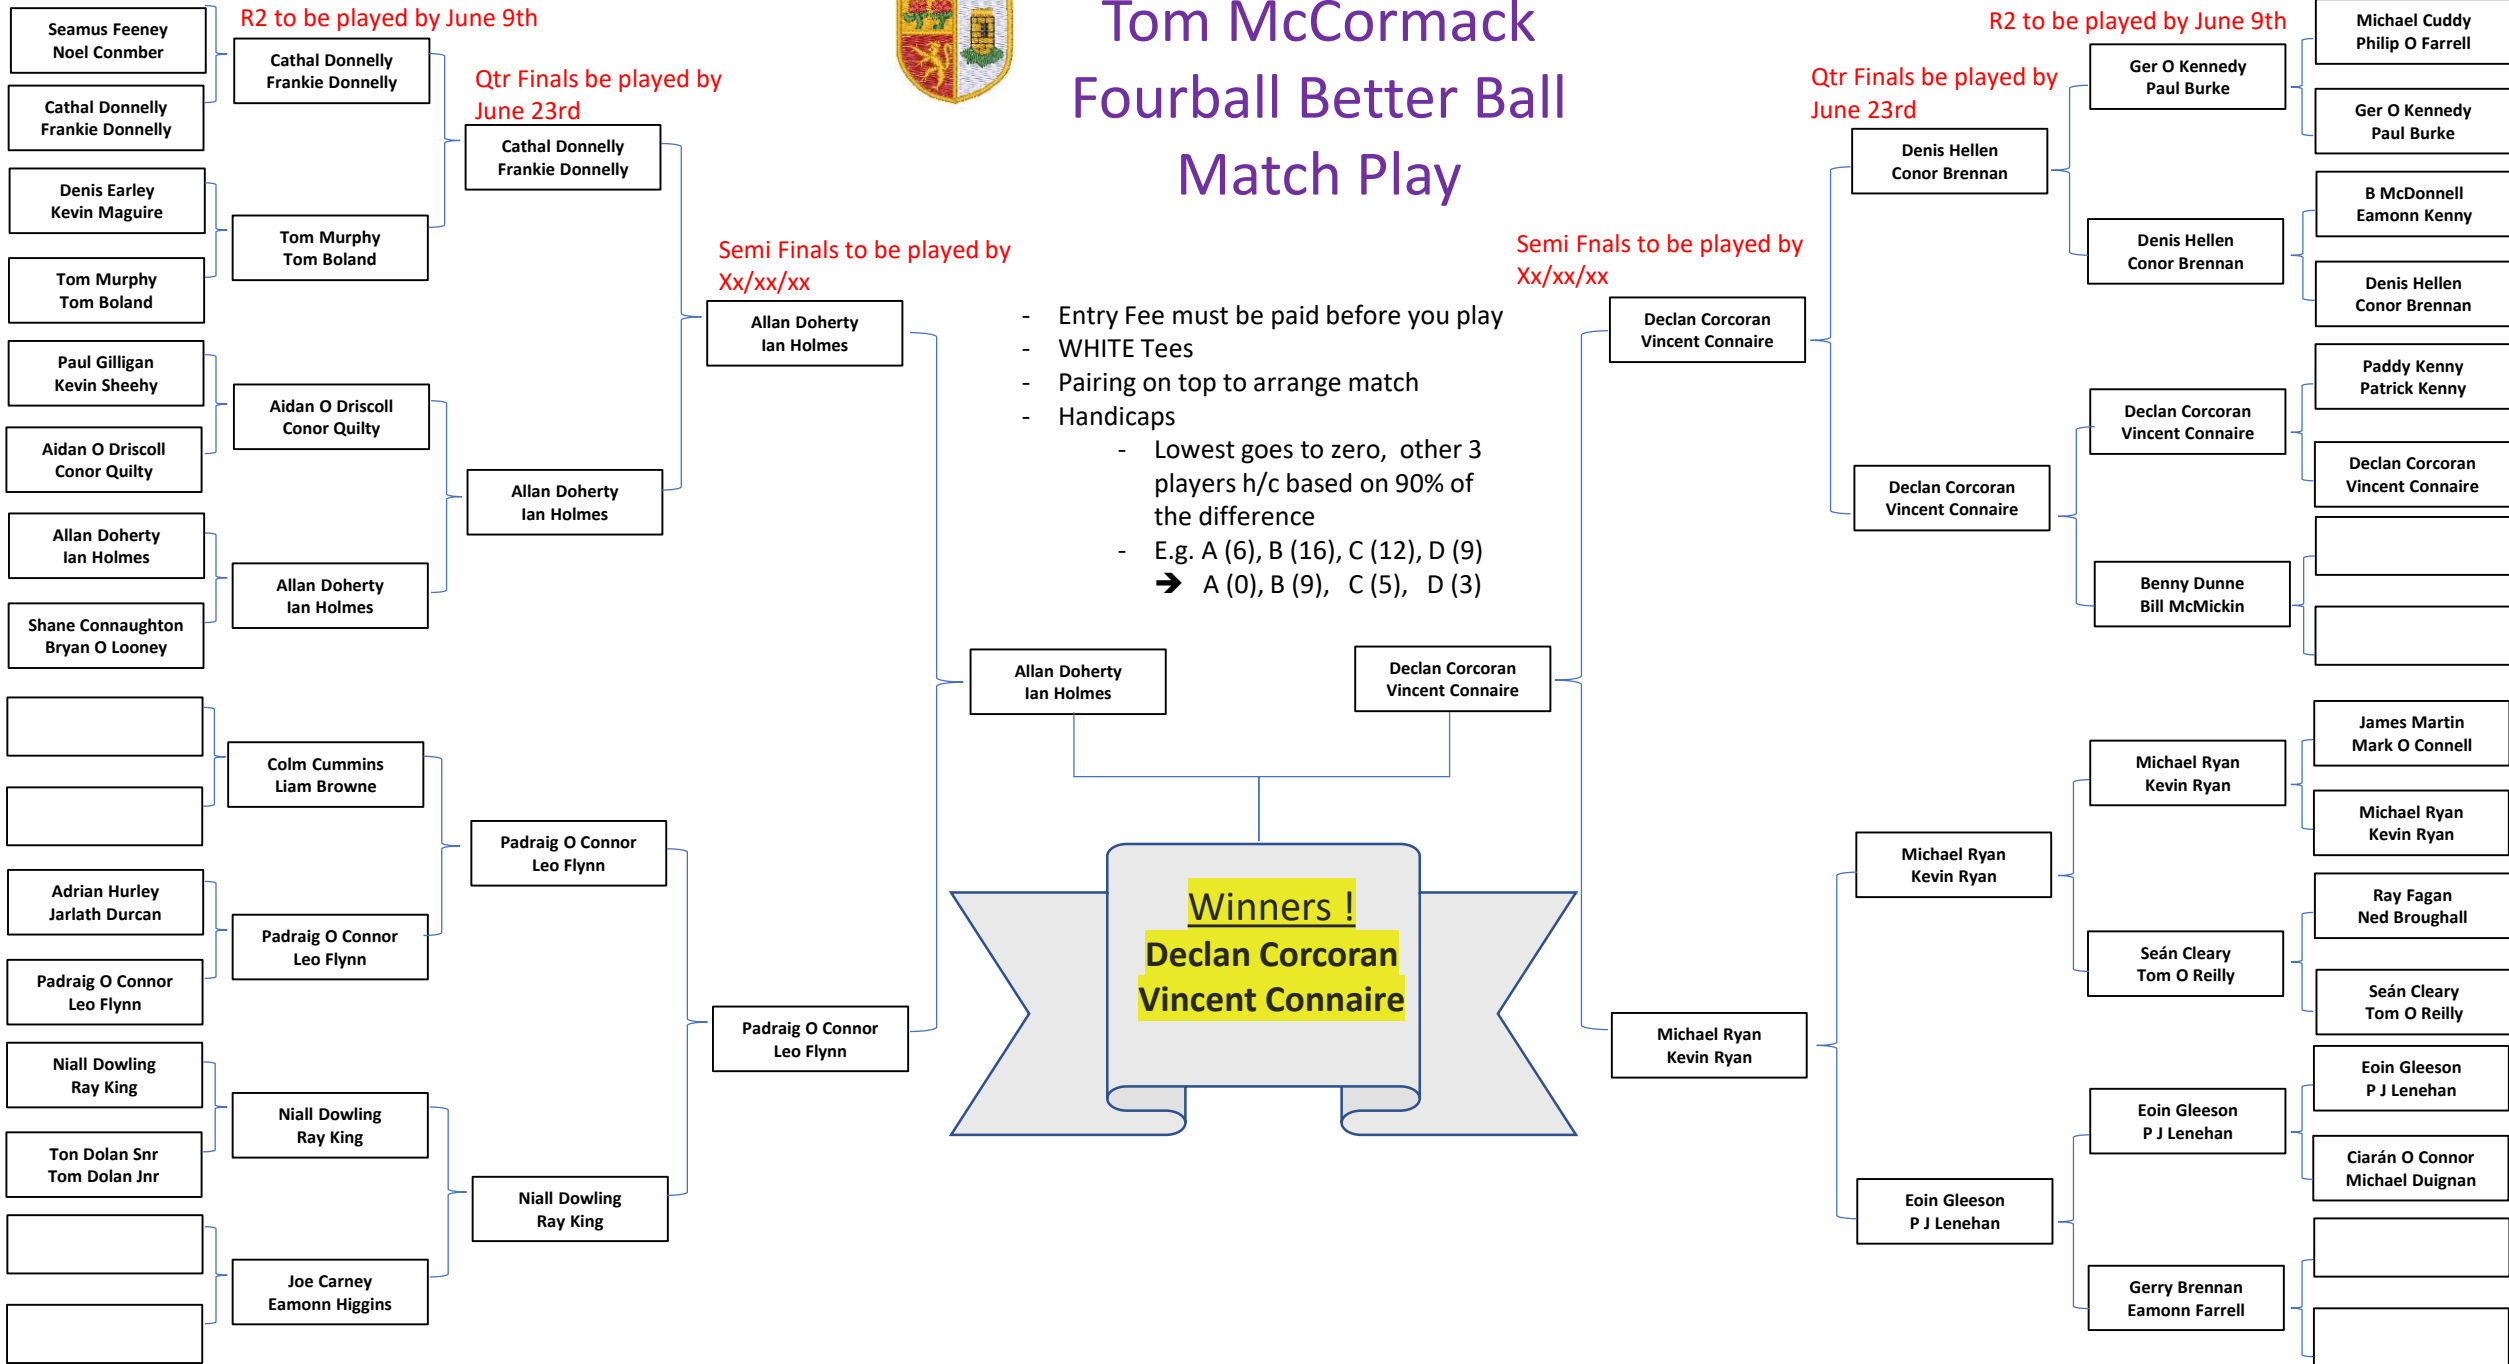 Tom McCormack
Fourball Better Ball
Match Play
R2 to be played by June 9th
Qtr Finals be played by
June 23rd
Semi Finals to be played by
Xx/xx/xx
Seamus Feeney
Noel Conmber
Cathal Donnelly
Frankie Donnelly
Denis Earley
Kevin Maguire
Tom Murphy
Tom Boland
Paul Gilligan
Kevin Sheehy
Aidan O Driscoll
Conor Quilty
Allan Doherty
Ian Holmes
Shane Connaughton
Bryan O Looney
Adrian Hurley
Jarlath Durcan
Padraig O Connor
Leo Flynn
Niall Dowling
Ray King
Ton Dolan Snr
Tom Dolan Jnr
Cathal Donnelly
Frankie Donnelly
Tom Murphy
Tom Boland
Aidan O Driscoll
Conor Quilty
Allan Doherty
Ian Holmes
Colm Cummins
Liam Browne
Padraig O Connor
Leo Flynn
Niall Dowling
Ray King
Joe Carney
Eamonn Higgins
Cathal Donnelly
Frankie Donnelly
Allan Doherty
Ian Holmes
Padraig O Connor
Leo Flynn
Niall Dowling
Ray King
Allan Doherty
Ian Holmes
Padraig O Connor
Leo Flynn
Allan Doherty
Ian Holmes
- Entry Fee must be paid before you play
- WHITE Tees
- Pairing on top to arrange match
- Handicaps
- Lowest goes to zero, other 3
players h/c based on 90% of
the difference
- E.g. A (6), B (16), C (12), D (9)
➔ A (0), B (9), C (5), D (3)
Winners !
Declan Corcoran
Vincent Connaire
Declan Corcoran
Vincent Connaire
Semi Fnals to be played by
Xx/xx/xx
Declan Corcoran
Vincent Connaire
Michael Ryan
Kevin Ryan
Qtr Finals be played by
June 23rd
Denis Hellen
Conor Brennan
Declan Corcoran
Vincent Connaire
Michael Ryan
Kevin Ryan
Eoin Gleeson
P J Lenehan
R2 to be played by June 9th
Ger O Kennedy
Paul Burke
Denis Hellen
Conor Brennan
Declan Corcoran
Vincent Connaire
Benny Dunne
Bill McMickin
Michael Ryan
Kevin Ryan
Seán Cleary
Tom O Reilly
Eoin Gleeson
P J Lenehan
Gerry Brennan
Eamonn Farrell
Michael Cuddy
Philip O Farrell
Ger O Kennedy
Paul Burke
B McDonnell
Eamonn Kenny
Denis Hellen
Conor Brennan
Paddy Kenny
Patrick Kenny
Declan Corcoran
Vincent Connaire
James Martin
Mark O Connell
Michael Ryan
Kevin Ryan
Ray Fagan
Ned Broughall
Seán Cleary
Tom O Reilly
Eoin Gleeson
P J Lenehan
Ciarán O Connor
Michael Duignan